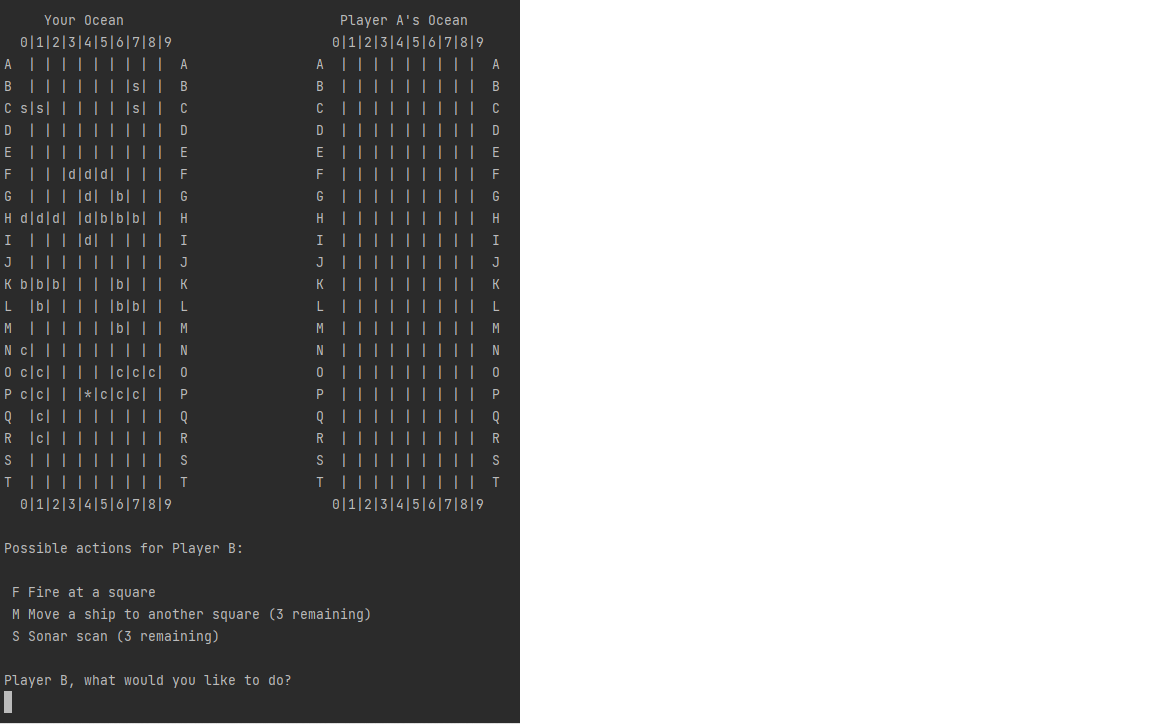 Your Ocean                           Player A's Ocean
  0|1|2|3|4|5|6|7|8|9                    0|1|2|3|4|5|6|7|8|9
A  | | | | | | | | |  A                A  | | | | | | | | |  A
B  | | | | | | |s| |  B                B  | | | | | | | | |  B
C s|s| | | | | |s| |  C                C  | | | | | | | | |  C
D  | | | | | | | | |  D                D  | | | | | | | | |  D
E  | | | | | | | | |  E                E  | | | | | | | | |  E
F  | | |d|d|d| | | |  F                F  | | | | | | | | |  F
G  | | | |d| |b| | |  G                G  | | | | | | | | |  G
H d|d|d| |d|b|b|b| |  H                H  | | | | | | | | |  H
I  | | | |d| | | | |  I                I  | | | | | | | | |  I
J  | | | | | | | | |  J                J  | | | | | | | | |  J
K b|b|b| | | |b| | |  K                K  | | | | | | | | |  K
L  |b| | | | |b|b| |  L                L  | | | | | | | | |  L
M  | | | | | |b| | |  M                M  | | | | | | | | |  M
N c| | | | | | | | |  N                N  | | | | | | | | |  N
O c|c| | | | |c|c|c|  O                O  | | | | | | | | |  O
P c|c| | |*|c|c|c| |  P                P  | | | | | | | | |  P
Q  |c| | | | | | | |  Q                Q  | | | | | | | | |  Q
R  |c| | | | | | | |  R                R  | | | | | | | | |  R
S  | | | | | | | | |  S                S  | | | | | | | | |  S
T  | | | | | | | | |  T                T  | | | | | | | | |  T
  0|1|2|3|4|5|6|7|8|9                    0|1|2|3|4|5|6|7|8|9
Possible actions for Player B:
 F Fire at a square
 M Move a ship to another square (3 remaining)
 S Sonar scan (3 remaining)
Player B, what would you like to do?